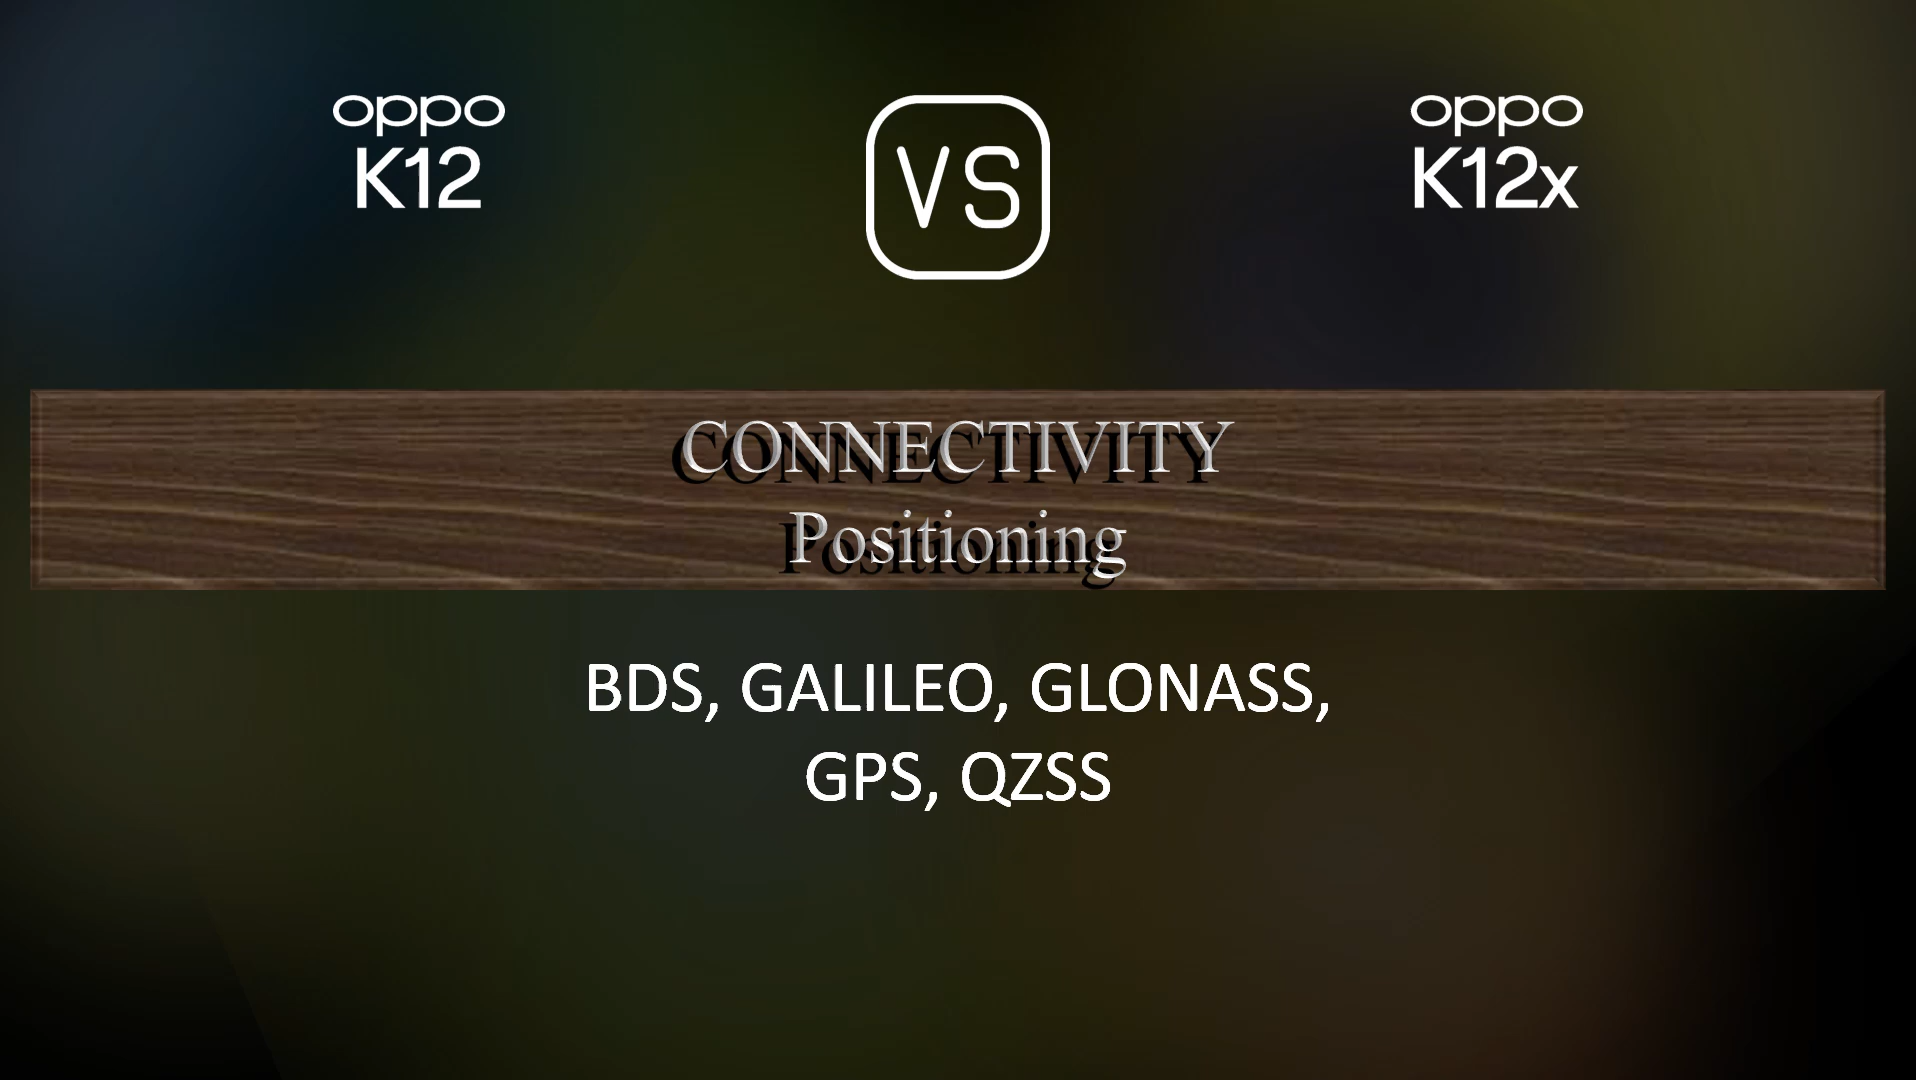 oppo
K12
VS
oppo
K12x
CONNECTIVITY
Positioning
BDS, GALILEO, GLONASS,
GPS, QZSS